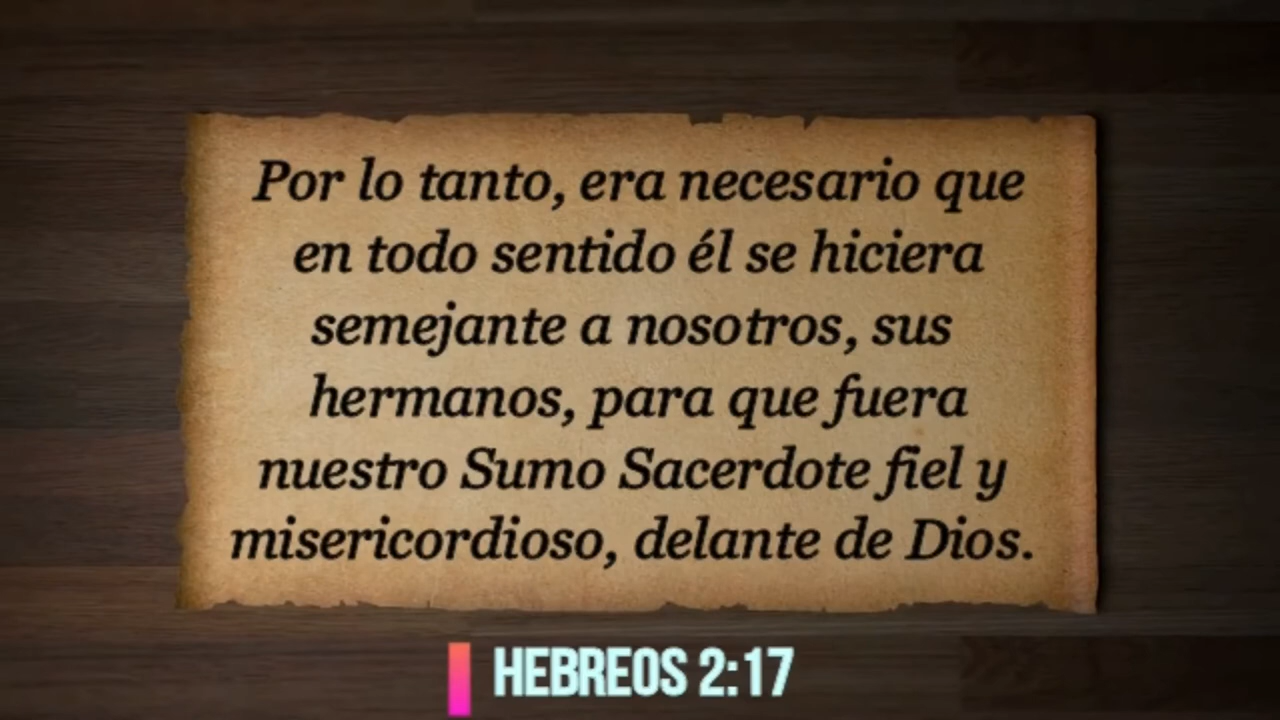 Por lo tanto, era necesario que
en todo sentido él se hiciera
semejante a nosotros, sus
hermanos, para que fuera
nuestro Sumo Sacerdote fiel y
misericordioso, delante de Dios.
HEBREOS 2:17